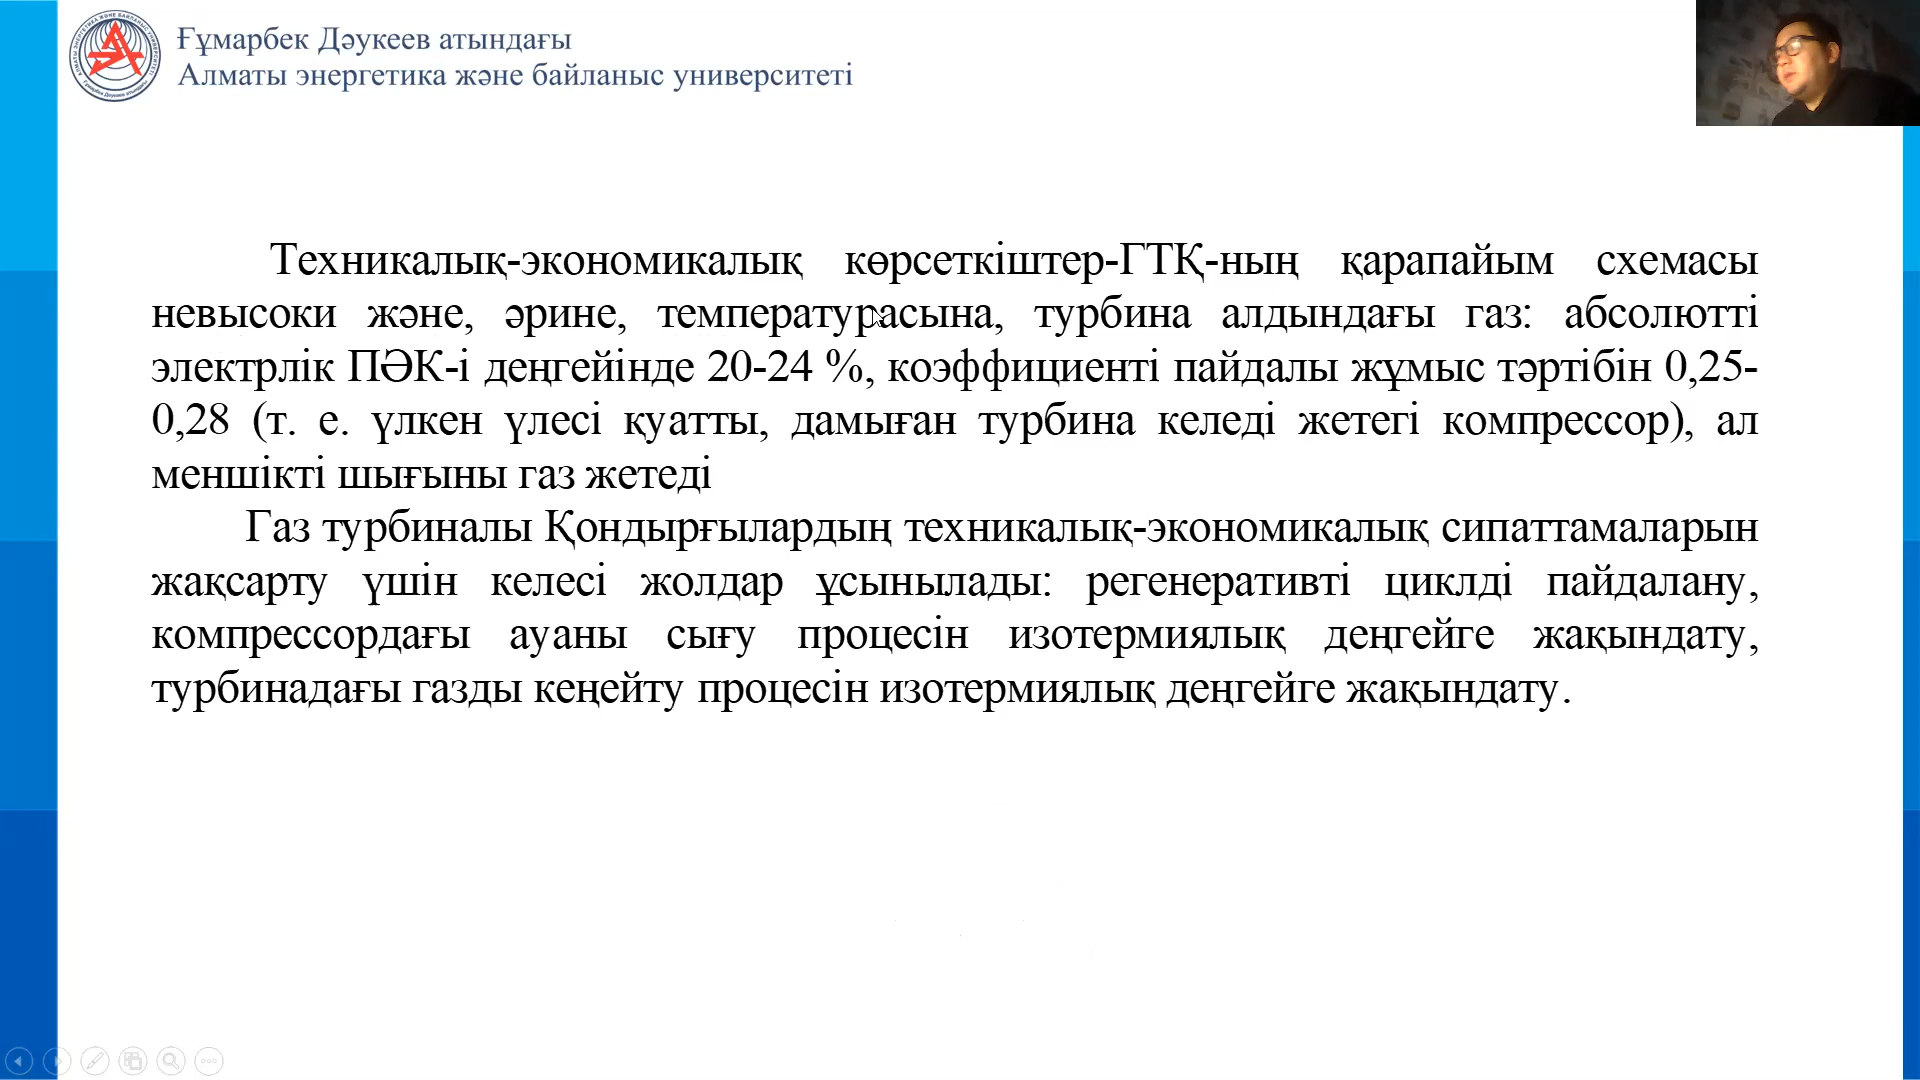 Ғұмарбек Дәукеев атындағы
Алматы энергетика және байланыс университеті
Техникалық-экономикалық көрсеткіштер-ГТҚ-ның қарапайым схемасы
невысоки және, әрине, температурасына, турбина алдындағы газ: абсолютті
электрлік ПӘК-і деңгейінде 20-24 %, коэффициенті пайдалы жұмыс тәртібін 0,25-
0,28 (т. е. үлкен үлесі қуатты, дамыған турбина келеді жетегі компрессор), ал
меншікті шығыны газ жетеді
Газ турбиналы Қондырғылардың техникалық-экономикалық сипаттамаларын
жақсарту үшін келесі жолдар ұсынылады: регенеративті циклді пайдалану,
компрессордағы ауаны сығу процесін изотермиялық деңгейге жақындату,
турбинадағы газды кеңейту процесін изотермиялық деңгейге жақындату.